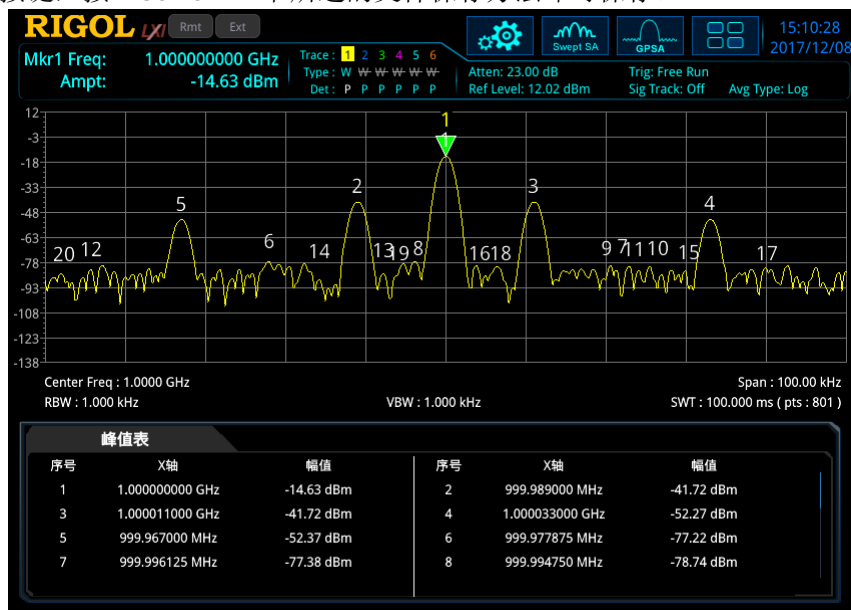 RIGOL LXI Rmt Ext
Swept SA
GPSA
15:10:28
2017/12/08
Mkr1 Freq: 1.000000000 GHz
Ampt: -14.63 dBm
Trace: 1 2 3 4 5 6
Type: W W W W W W
Det: P P P P P P
Atten: 23.00 dB
Ref Level: 12.02 dBm
Trig: Free Run
Sig Track: Off
Avg Type: Log
12
-3
-18
-33
-48
-63
-78
-93
-108
-123
-138
1
1
2
3
5
4
20 12
6
14
13 19 8
16 18
9 7 11 10 15
17
Center Freq : 1.0000 GHz
Span : 100.00 kHz
RBW : 1.000 kHz
VBW : 1.000 kHz
SWT : 100.000 ms ( pts : 801 )
峰值表
序号 X轴 幅值 序号 X轴 幅值
1 1.000000000 GHz -14.63 dBm 2 999.989000 MHz -41.72 dBm
3 1.000011000 GHz -41.72 dBm 4 1.000033000 GHz -52.27 dBm
5 999.967000 MHz -52.37 dBm 6 999.977875 MHz -77.22 dBm
7 999.996125 MHz -77.38 dBm 8 999.994750 MHz -78.74 dBm